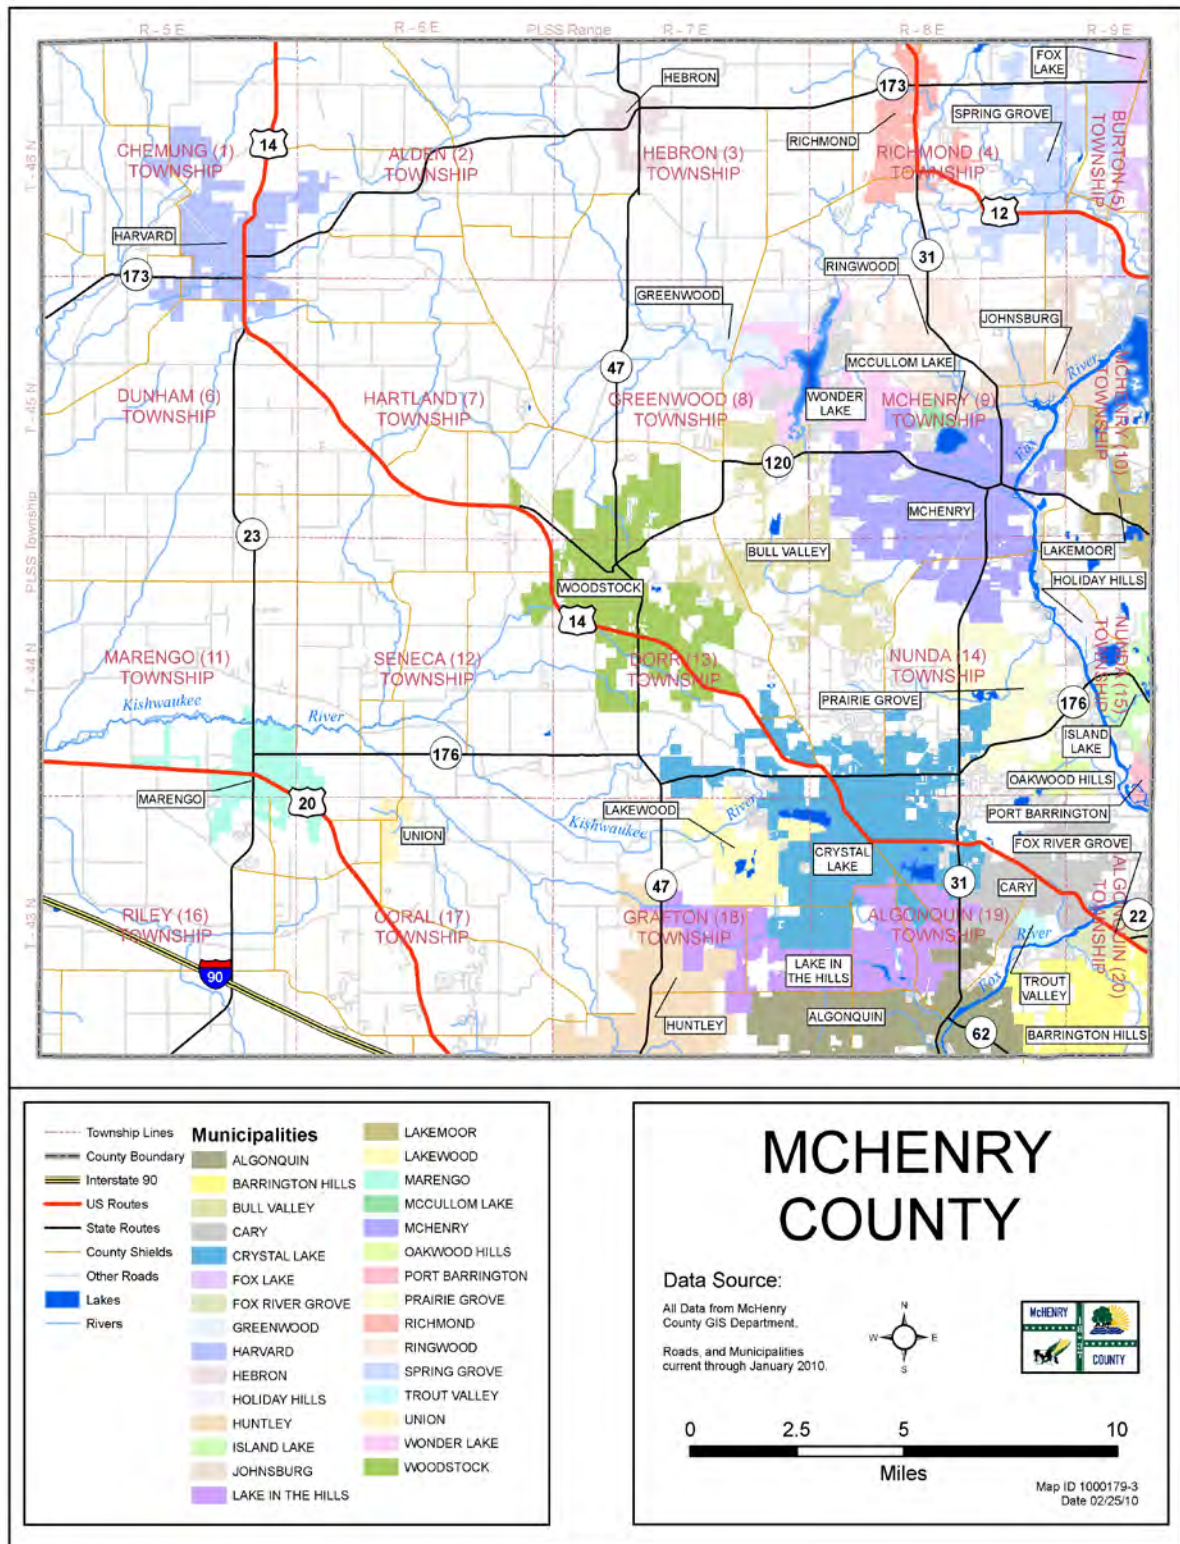 R - 5 E
R - 6 E
PLSS Range
R - 7 E
R - 8 E
R - 9 E
T - 46 N
T - 45 N
PLSS Township
T - 44 N
T - 43 N
FOX
LAKE
HEBRON
173
SPRING GROVE
14
RICHMOND
CHEMUNG (1)
TOWNSHIP
ALDEN (2)
TOWNSHIP
HEBRON (3)
TOWNSHIP
RICHMOND (4)
TOWNSHIP
BURTON (5)
TOWNSHIP
12
HARVARD
173
31
RINGWOOD
GREENWOOD
JOHNSBURG
MCCULLOM LAKE
River
47
DUNHAM (6)
TOWNSHIP
HARTLAND (7)
TOWNSHIP
GREENWOOD (8)
TOWNSHIP
WONDER
LAKE
MCHENRY (9)
TOWNSHIP
MCHENRY (10)
TOWNSHIP
Fox
120
MCHENRY
23
BULL VALLEY
LAKEMOOR
HOLIDAY HILLS
WOODSTOCK
14
MARENGO (11)
TOWNSHIP
SENECA (12)
TOWNSHIP
DORR (13)
TOWNSHIP
NUNDA (14)
TOWNSHIP
NUNDA (15)
TOWNSHIP
PRAIRIE GROVE
176
Kishwaukee
River
ISLAND
LAKE
176
OAKWOOD HILLS
MARENGO
20
LAKEWOOD
River
PORT BARRINGTON
UNION
Kishwaukee
FOX RIVER GROVE
CRYSTAL
LAKE
47
31
CARY
RILEY (16)
TOWNSHIP
CORAL (17)
TOWNSHIP
GRAFTON (18)
TOWNSHIP
ALGONQUIN (19)
TOWNSHIP
ALGONQUIN (20)
TOWNSHIP
22
River
90
LAKE IN
THE HILLS
Fox
TROUT
VALLEY
HUNTLEY
ALGONQUIN
62
BARRINGTON HILLS
Township Lines
County Boundary
Interstate 90
US Routes
State Routes
County Shields
Other Roads
Lakes
Rivers
Municipalities
ALGONQUIN
BARRINGTON HILLS
BULL VALLEY
CARY
CRYSTAL LAKE
FOX LAKE
FOX RIVER GROVE
GREENWOOD
HARVARD
HEBRON
HOLIDAY HILLS
HUNTLEY
ISLAND LAKE
JOHNSBURG
LAKE IN THE HILLS
LAKEMOOR
LAKEWOOD
MARENGO
MCCULLOM LAKE
MCHENRY
OAKWOOD HILLS
PORT BARRINGTON
PRAIRIE GROVE
RICHMOND
RINGWOOD
SPRING GROVE
TROUT VALLEY
UNION
WONDER LAKE
WOODSTOCK
MCHENRY
COUNTY
Data Source:
All Data from McHenry
County GIS Department.
Roads, and Municipalities
current through January 2010.
N
W
E
S
McHENRY
COUNTY
0
2.5
5
10
Miles
Map ID 1000179-3
Date 02/25/10